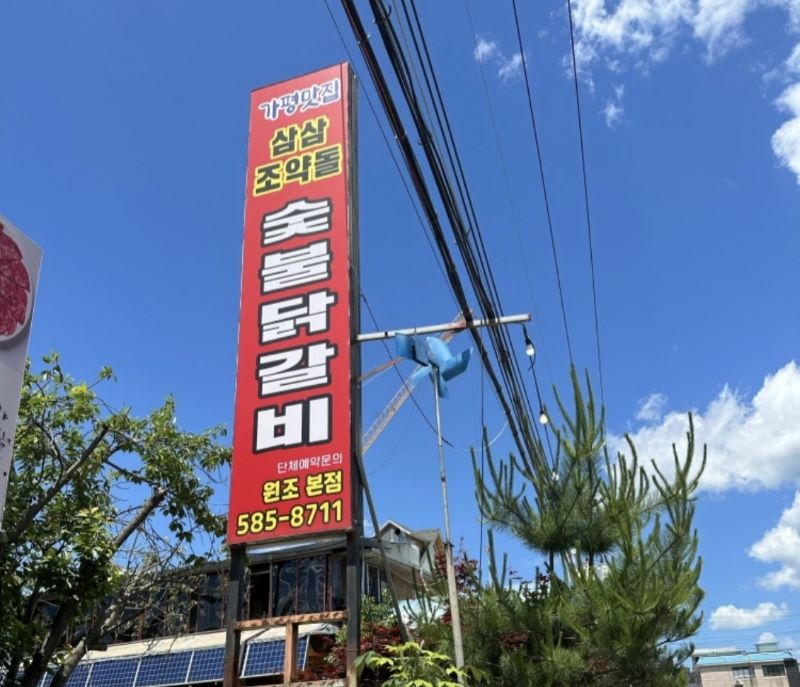 가평맛집
삼삼
조약돌
숯불닭갈비
단체예약문의
원조 본점
585-8711